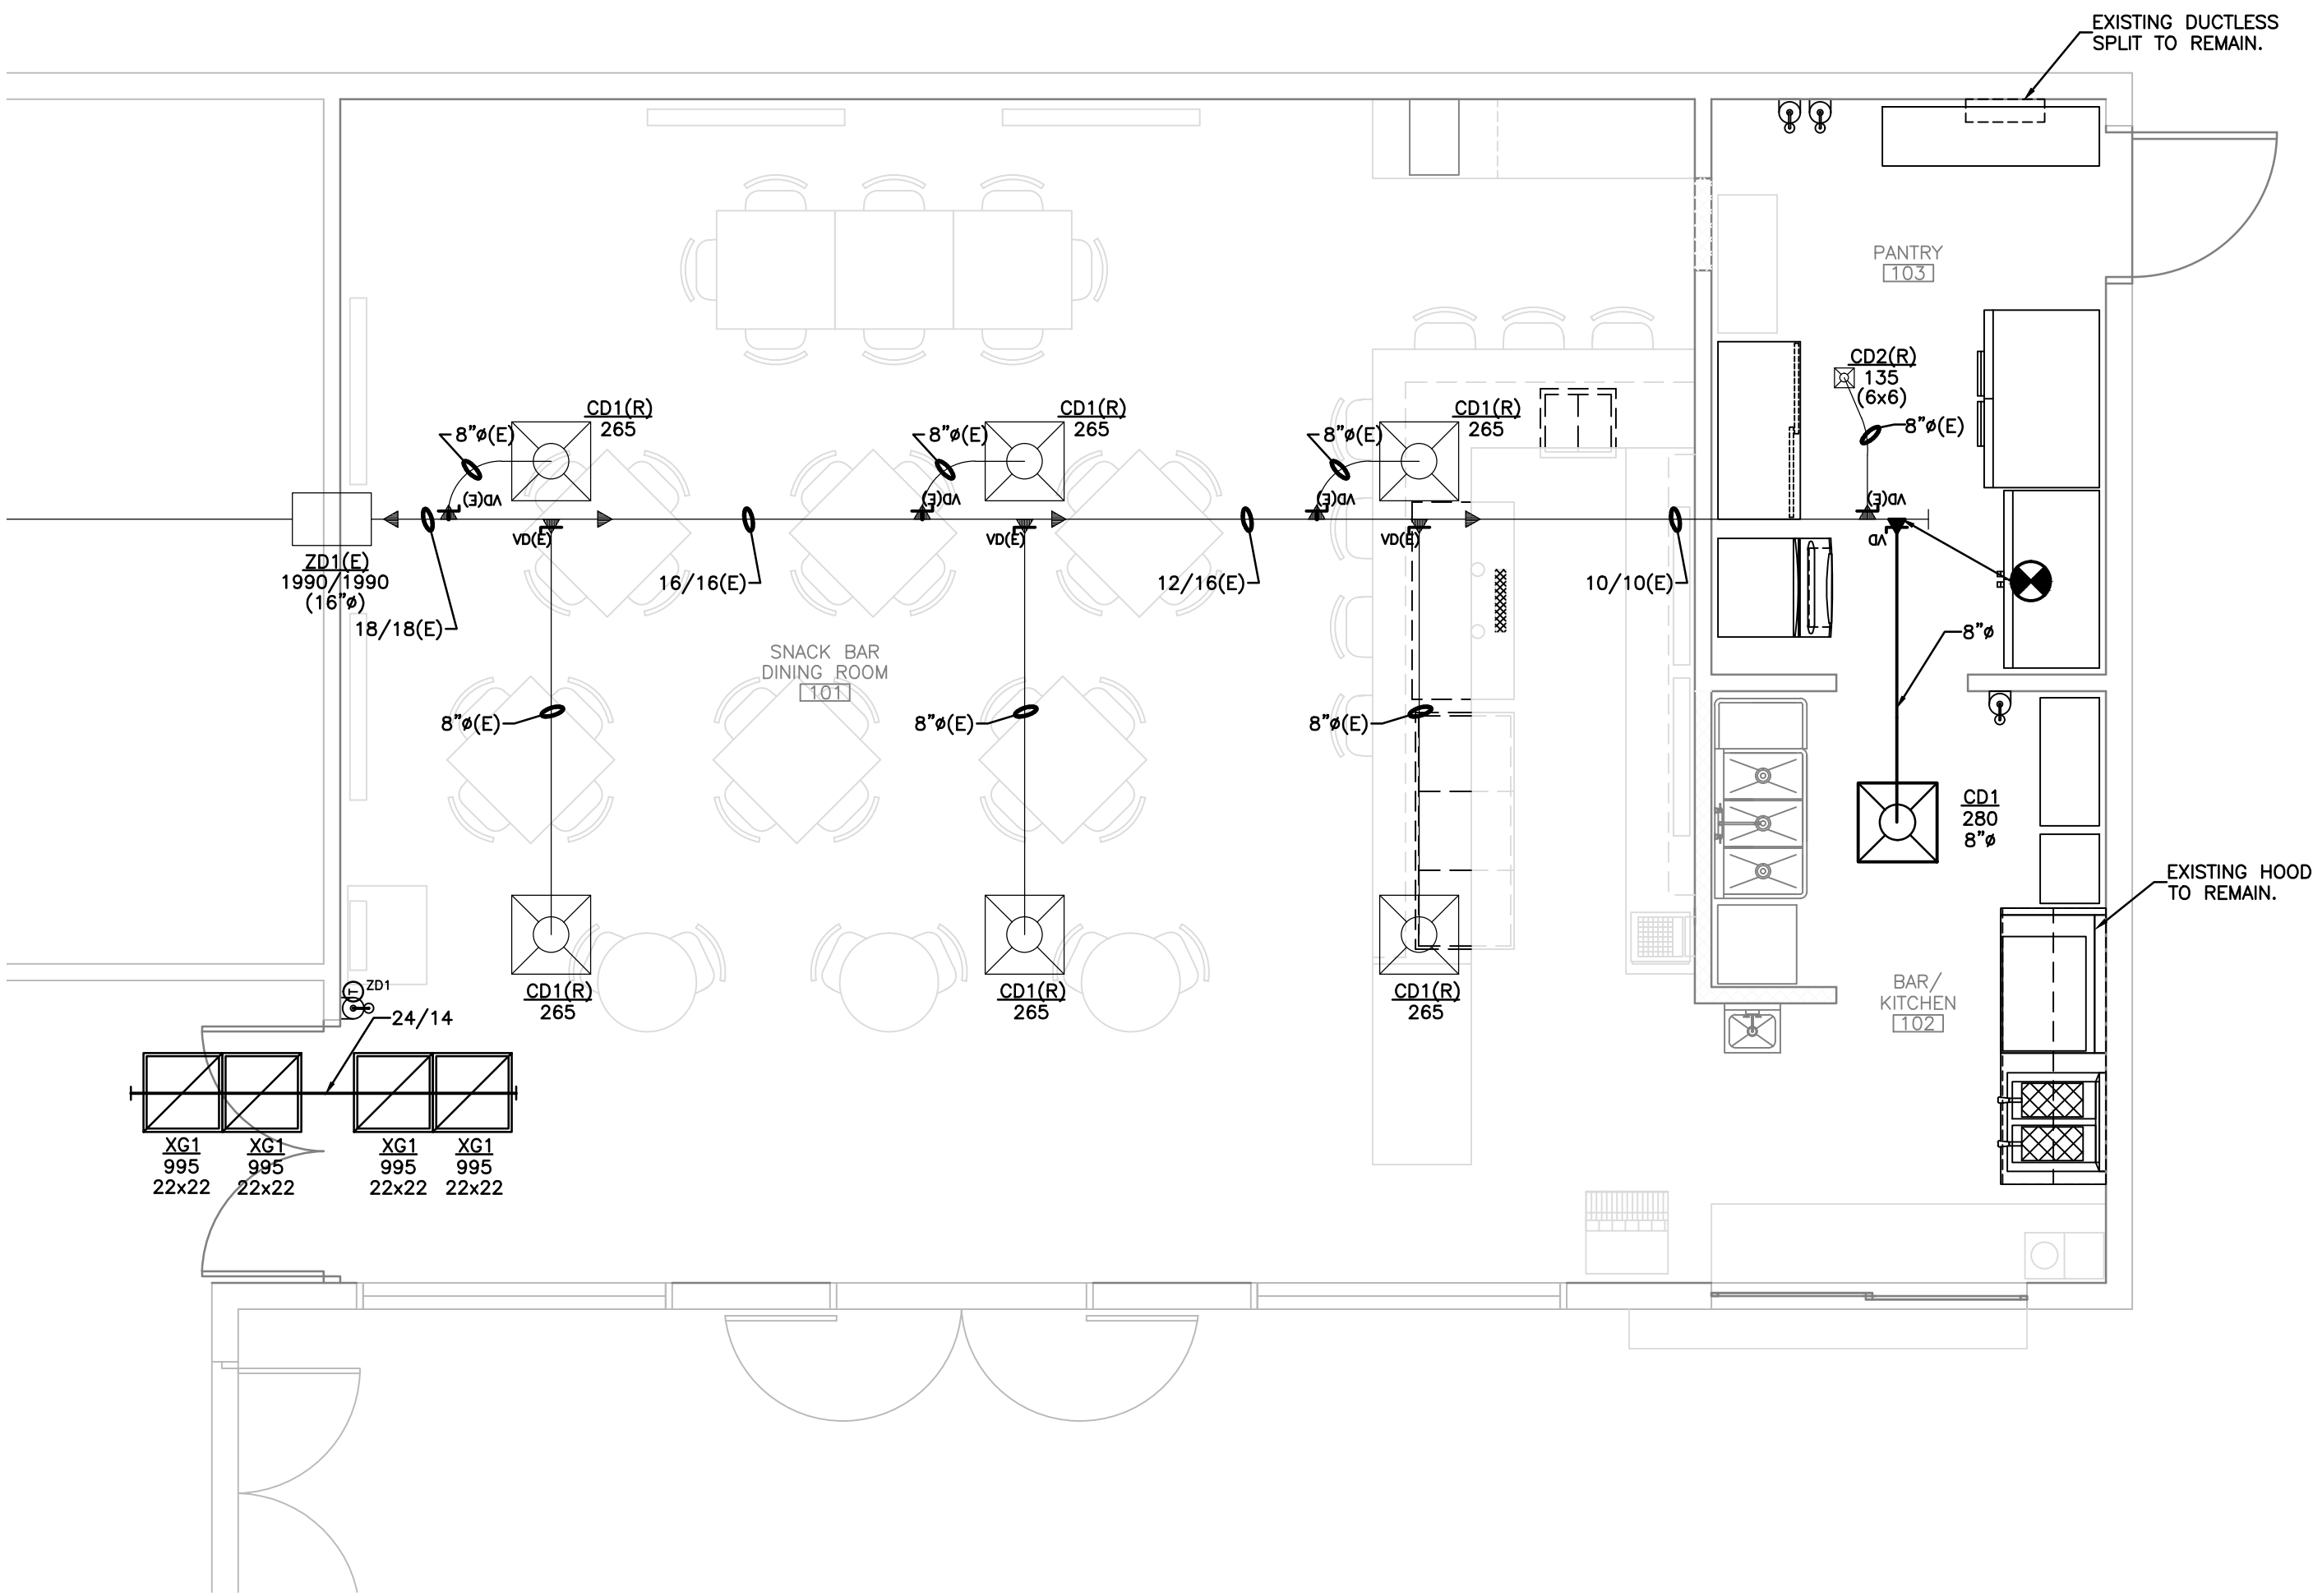 EXISTING DUCTLESS
SPLIT TO REMAIN.
PANTRY
103
CD2(R)
135
(6x6)
8"ø(E)
CD1(R)
265
8"ø(E)
CD1(R)
265
8"ø(E)
CD1(R)
265
8"ø(E)
VD(E)
VD(E)
VD(E)
VD(E)
VD(E)
VD(E)
VD(E)
VD
ZD1(E)
1990/1990
(16"ø)
18/18(E)
16/16(E)
12/16(E)
10/10(E)
8"ø
SNACK BAR
DINING ROOM
101
8"ø(E)
8"ø(E)
8"ø(E)
CD1
280
8"ø
EXISTING HOOD
TO REMAIN.
CD1(R)
265
CD1(R)
265
CD1(R)
265
BAR/
KITCHEN
102
T
ZD1
24/14
XG1
995
22x22
XG1
995
22x22
XG1
995
22x22
XG1
995
22x22